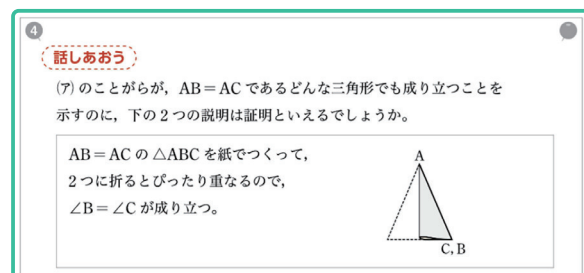 4
話しあおう
(ア)のことがらが，AB＝ACであるどんな三角形でも成り立つことを
示すのに，下の2つの説明は証明といえるでしょうか。
AB＝ACの△ABCを紙でつくって，
2つに折るとぴったり重なるので，
∠B＝∠Cが成り立つ。
A
C, B